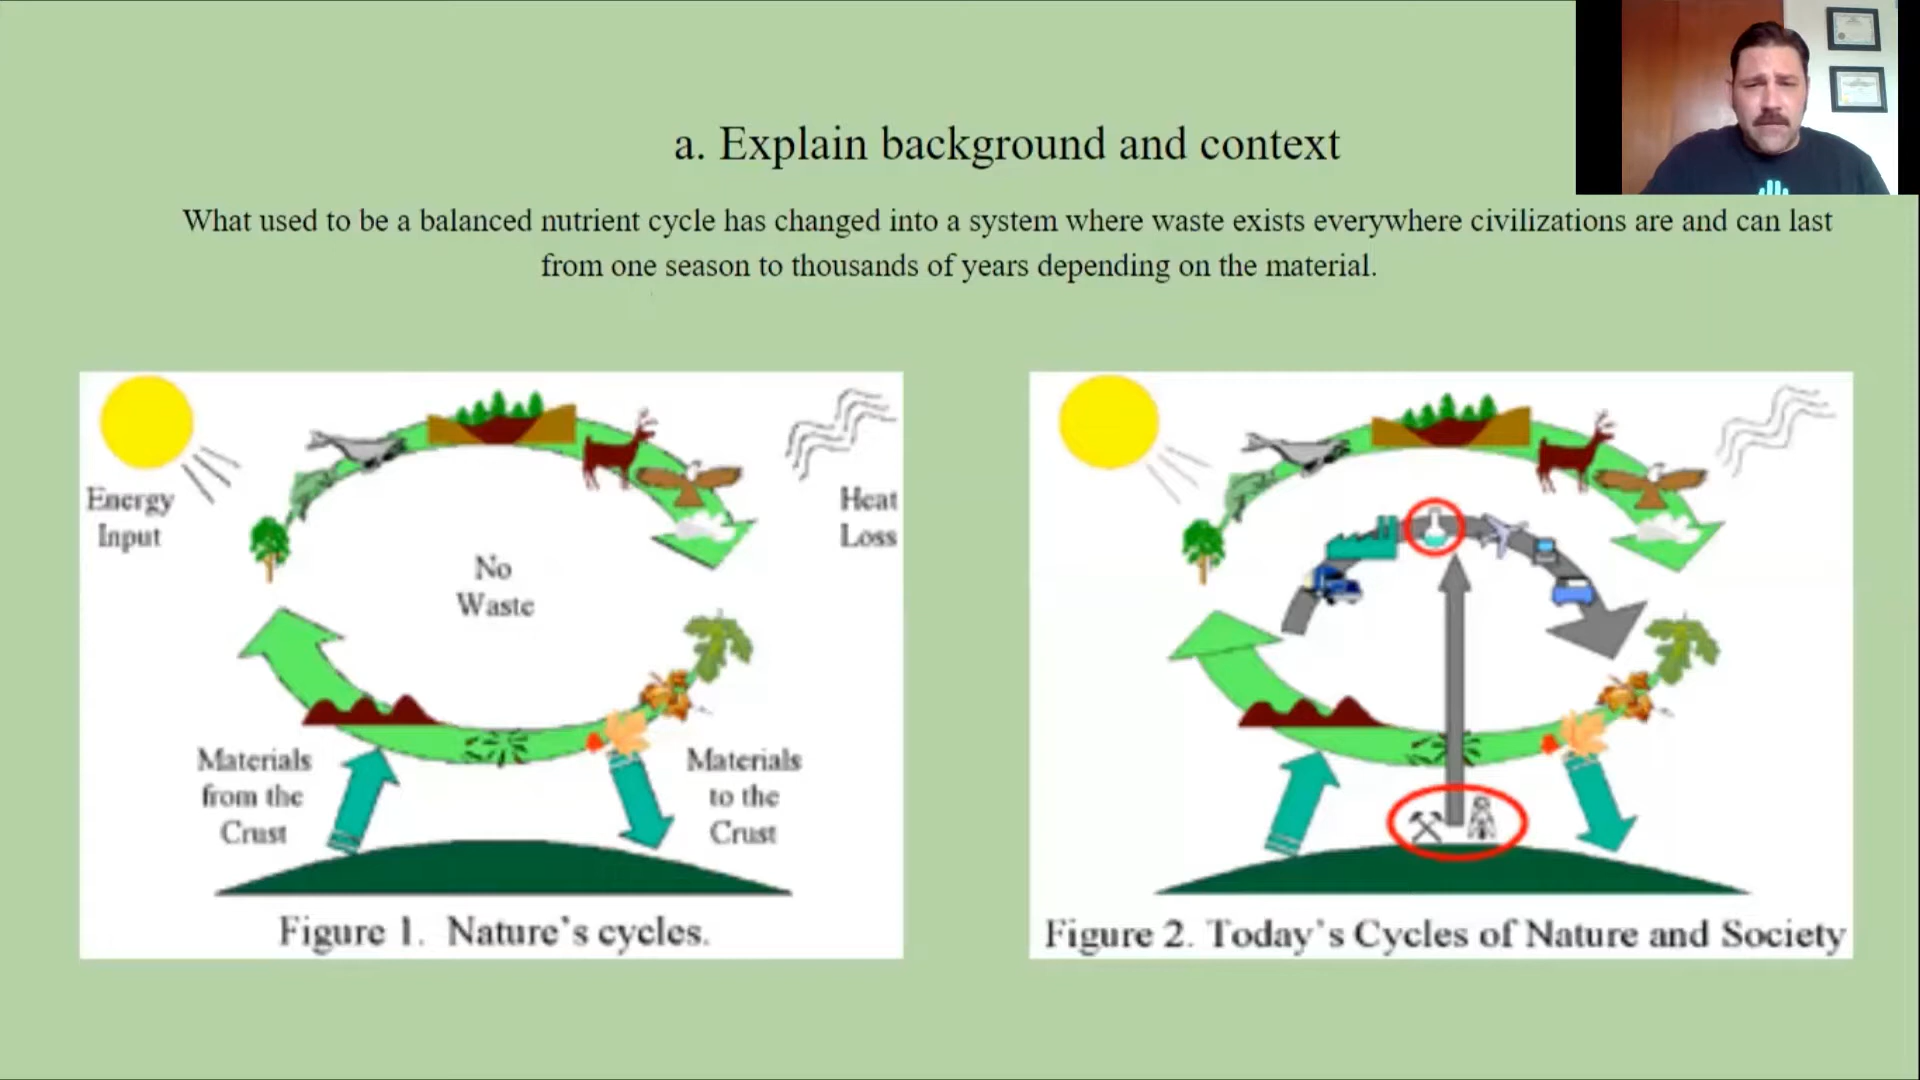 a. Explain background and context
What used to be a balanced nutrient cycle has changed into a system where waste exists everywhere civilizations are and can last
from one season to thousands of years depending on the material.
Energy
Input
Heat
Loss
No
Waste
Materials
from the
Crust
Materials
to the
Crust
Figure 1. Nature's cycles.
Figure 2. Today's Cycles of Nature and Society